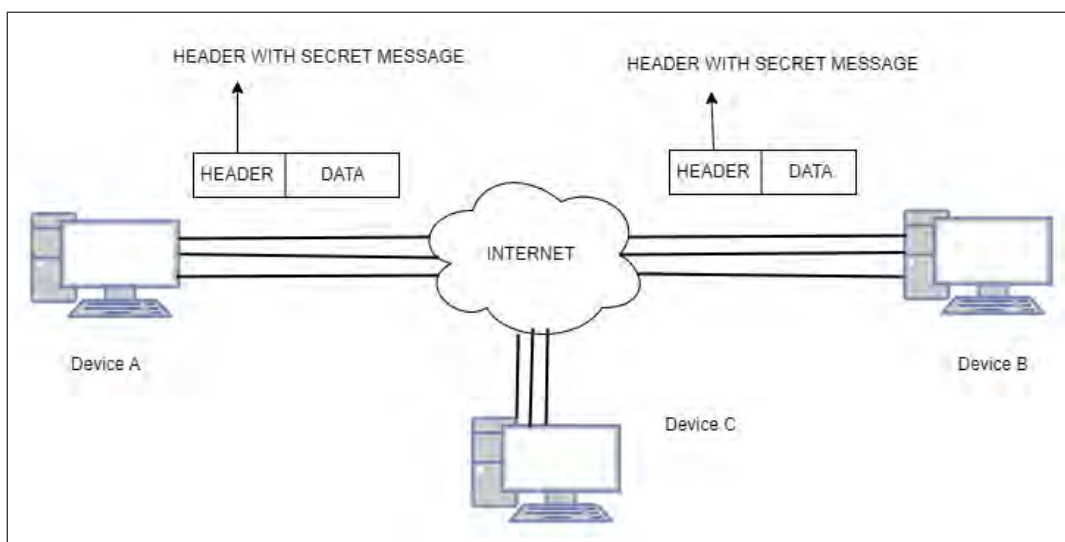 HEADER WITH SECRET MESSAGE
HEADER WITH SECRET MESSAGE
HEADER DATA
HEADER DATA
INTERNET
Device A
Device B
Device C